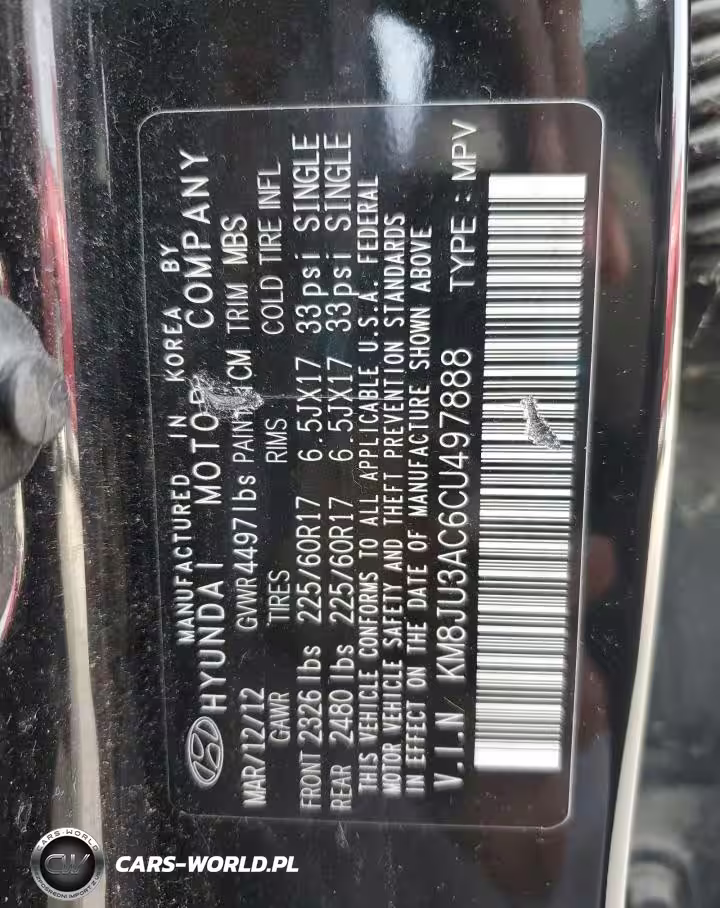 MANUFACTURED IN KOREA BY
HYUNDAI MOTOR COMPANY
GVWR 4497lbs PAINT CM TRIM MBS
MAR/12/12 TIRES RIMS COLD TIRE INFL
GAWR
FRONT 2326 lbs 225/60R17 6.5JX17 33psi SINGLE
REAR 2480 lbs 225/60R17 6.5JX17 33psi SINGLE
THIS VEHICLE CONFORMS TO ALL APPLICABLE U.S.A. FEDERAL
MOTOR VEHICLE SAFETY AND THEFT PREVENTION STANDARDS
IN EFFECT ON THE DATE OF MANUFACTURE SHOWN ABOVE
V.I.N KM8JU3AC6CU497888 TYPE : MPV
CARS-WORLD
CW
CARS-WORLD.PL